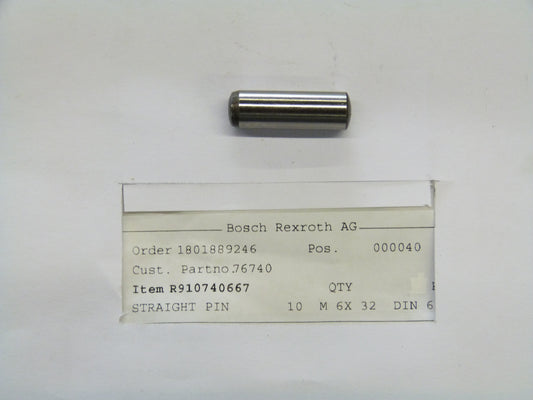 Bosch Rexroth AG
Order 1801889246 Pos. 000040
Cust. Partno.76740
Item R910740667 QTY
STRAIGHT PIN 10 M 6X 32 DIN 6